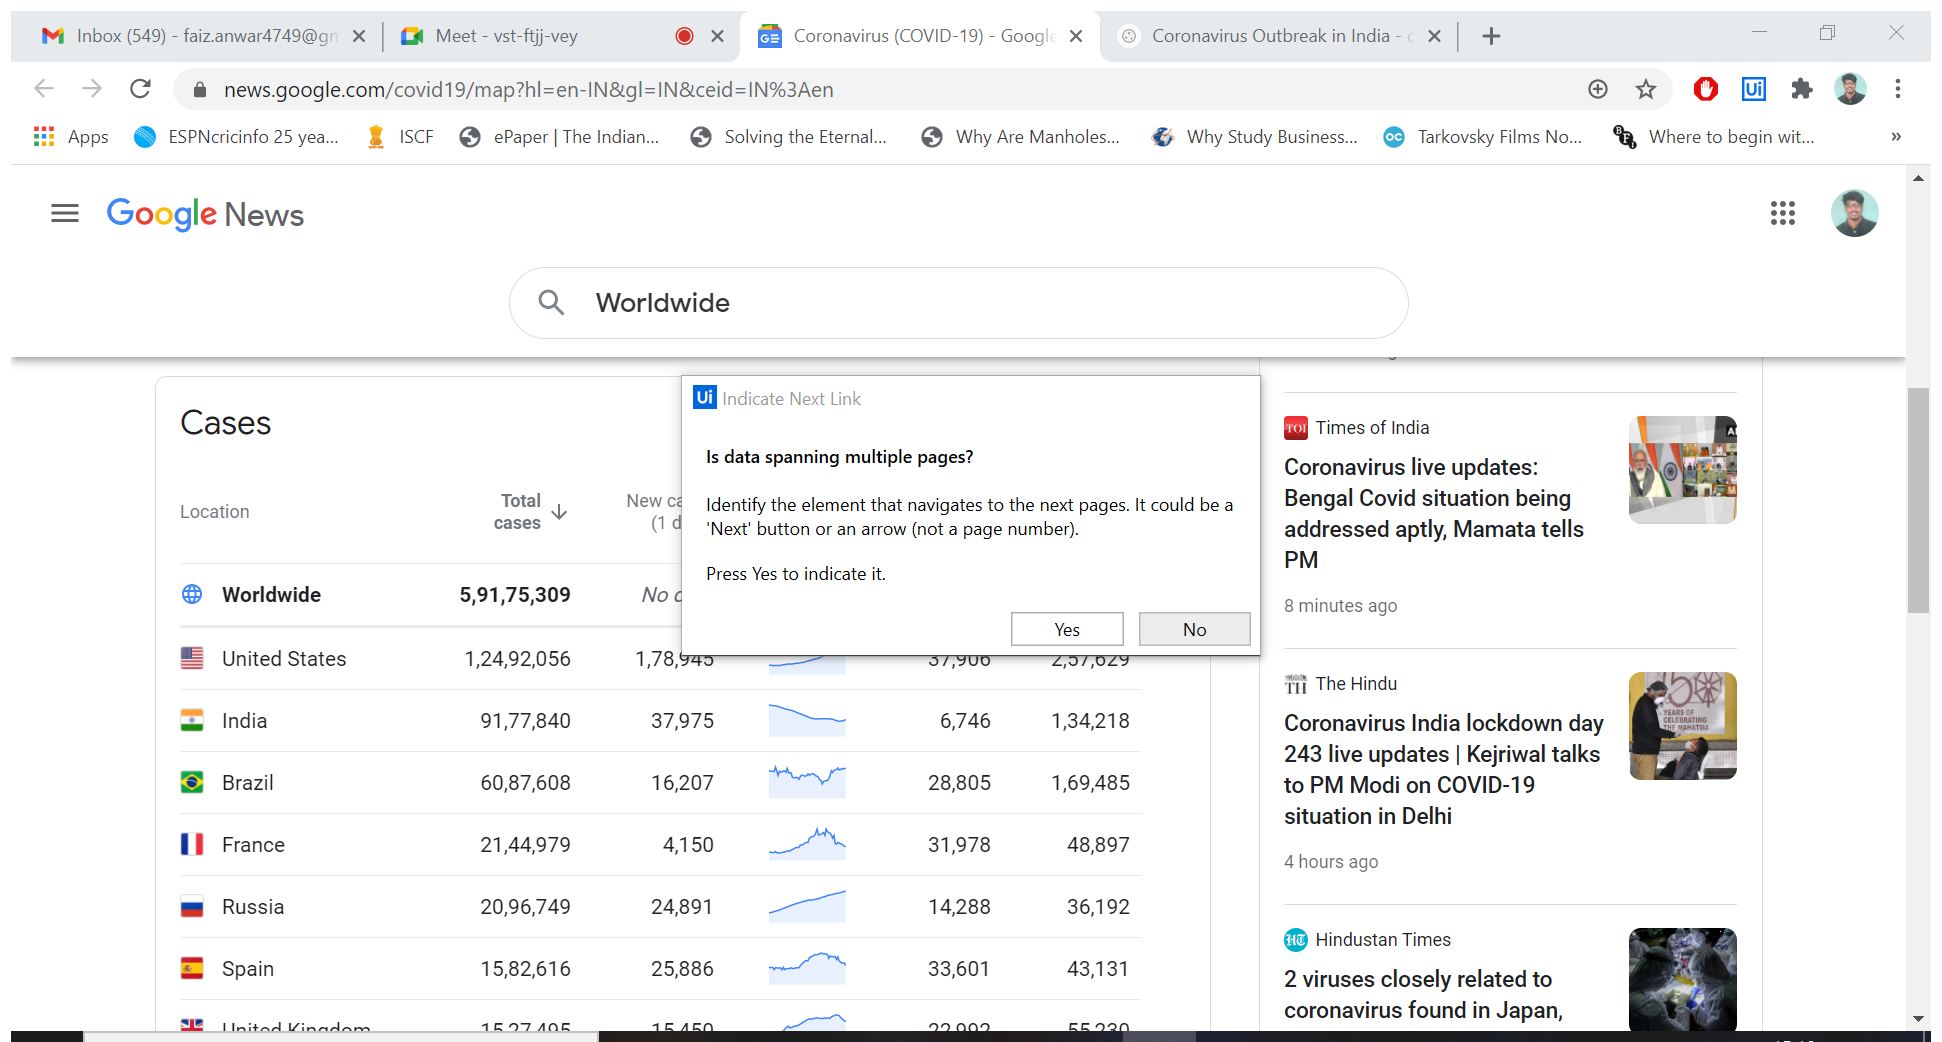 Inbox (549) - faiz.anwar4749@gm
Meet - vst-ftjj-vey
Coronavirus (COVID-19) - Google
Coronavirus Outbreak in India -
news.google.com/covid19/map?hl=en-IN&gl=IN&ceid=IN%3Aen
Ui
Apps
ESPNcricinfo 25 yea...
ISCF
ePaper | The Indian...
Solving the Eternal...
Why Are Manholes...
Why Study Business...
OC Tarkovsky Films No...
BFI Where to begin wit...
»
Google News
Worldwide
Cases
Location
Total cases
New ca
(1 d
Worldwide 5,91,75,309 No
United States 1,24,92,056 1,78,945 37,906 2,57,629
India 91,77,840 37,975 6,746 1,34,218
Brazil 60,87,608 16,207 28,805 1,69,485
France 21,44,979 4,150 31,978 48,897
Russia 20,96,749 24,891 14,288 36,192
Spain 15,82,616 25,886 33,601 43,131
United Kingdom 15,27,495 15,450 22,992 55,230
Ui Indicate Next Link
Is data spanning multiple pages?
Identify the element that navigates to the next pages. It could be a
'Next' button or an arrow (not a page number).
Press Yes to indicate it.
Yes No
TOI Times of India
Coronavirus live updates:
Bengal Covid situation being
addressed aptly, Mamata tells
PM
8 minutes ago
TH The Hindu
Coronavirus India lockdown day
243 live updates | Kejriwal talks
to PM Modi on COVID-19
situation in Delhi
4 hours ago
YEARS OF
CELEBRATING
THE MAHATMA
HT Hindustan Times
2 viruses closely related to
coronavirus found in Japan,